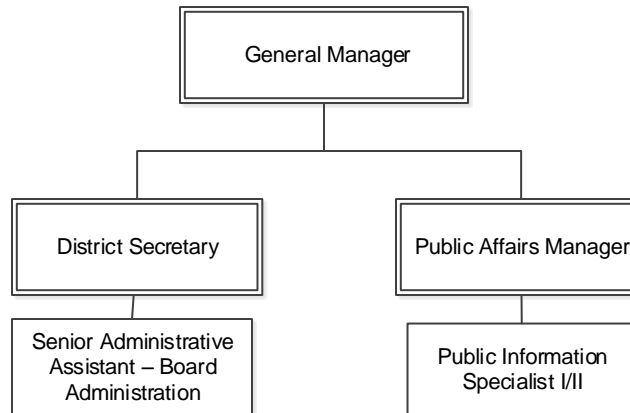 General Manager
District Secretary
Public Affairs Manager
Senior Administrative
Assistant – Board
Administration
Public Information
Specialist I/II